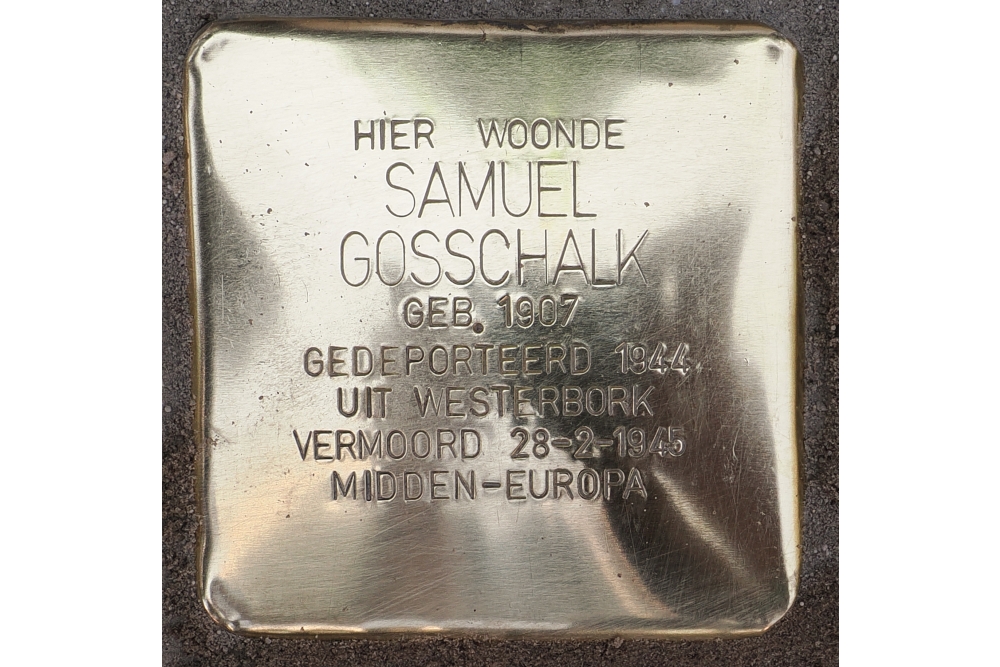 HIER WOONDE
SAMUEL
GOSSCHALK
GEB. 1907
GEDEPORTEERD 1944
UIT WESTERBORK
VERMOORD 28-2-1945
MIDDEN-EUROPA